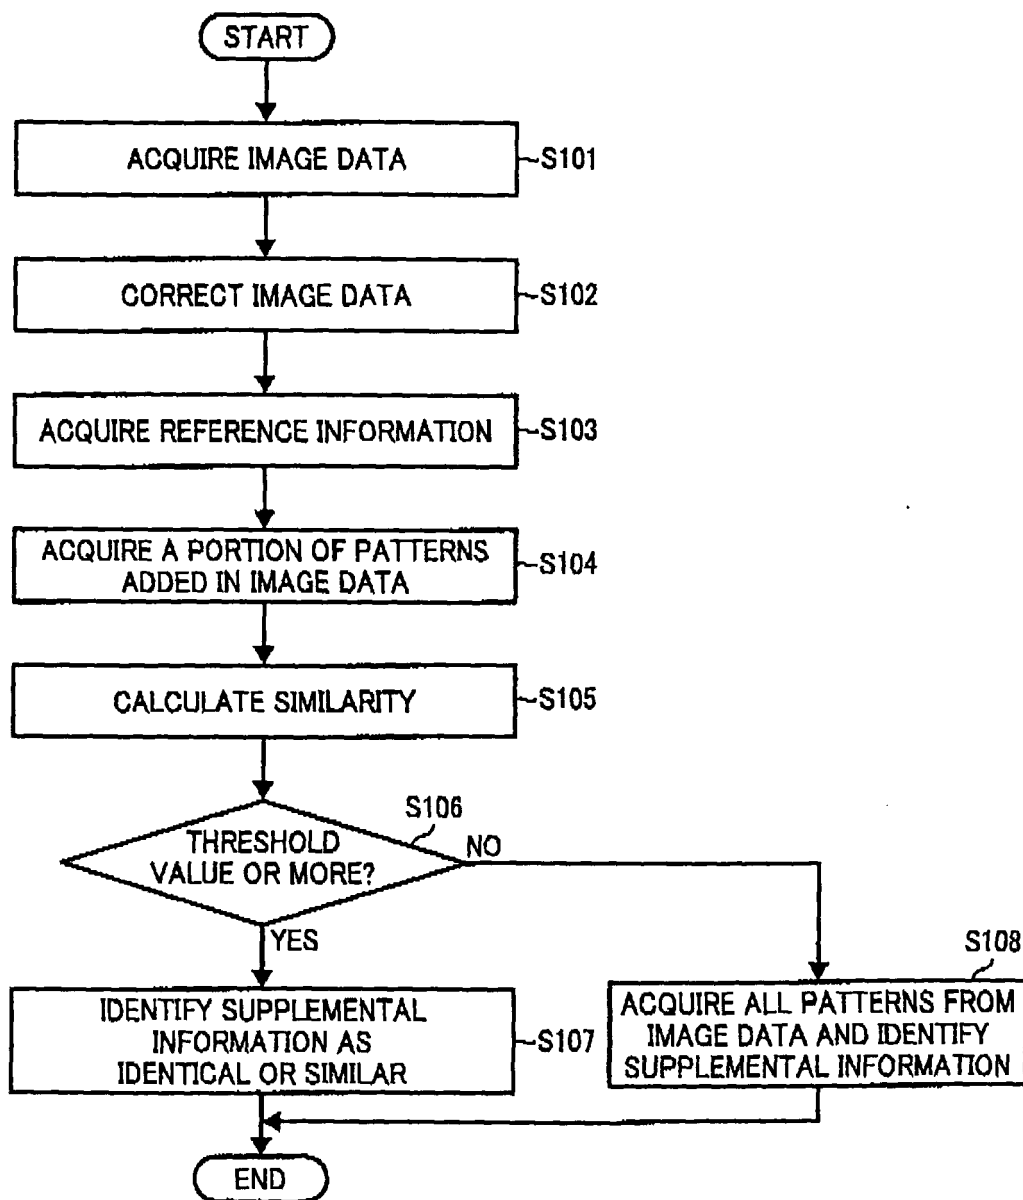 START
ACQUIRE IMAGE DATA
S101
CORRECT IMAGE DATA
S102
ACQUIRE REFERENCE INFORMATION
S103
ACQUIRE A PORTION OF PATTERNS
ADDED IN IMAGE DATA
S104
CALCULATE SIMILARITY
S105
S106
THRESHOLD
VALUE OR MORE?
NO
YES
IDENTIFY SUPPLEMENTAL
INFORMATION AS
IDENTICAL OR SIMILAR
S107
S108
ACQUIRE ALL PATTERNS FROM
IMAGE DATA AND IDENTIFY
SUPPLEMENTAL INFORMATION
END